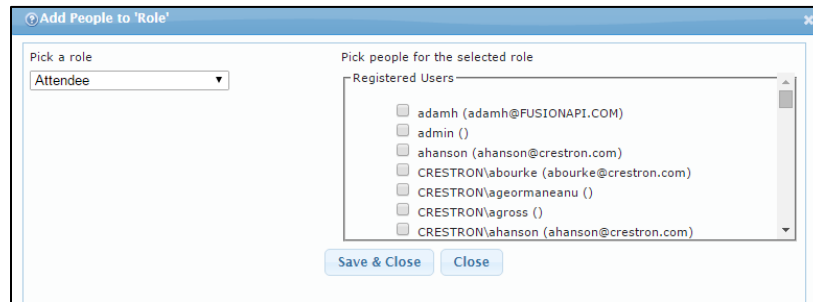 Add People to 'Role'
Pick a role
Attendee
Pick people for the selected role
Registered Users
adamh (adamh@FUSIONAPI.COM)
admin ()
ahanson (ahanson@crestron.com)
CRESTRON\abourke (abourke@crestron.com)
CRESTRON\ageormaneanu ()
CRESTRON\agross ()
CRESTRON\ahanson (ahanson@crestron.com)
Save & Close Close